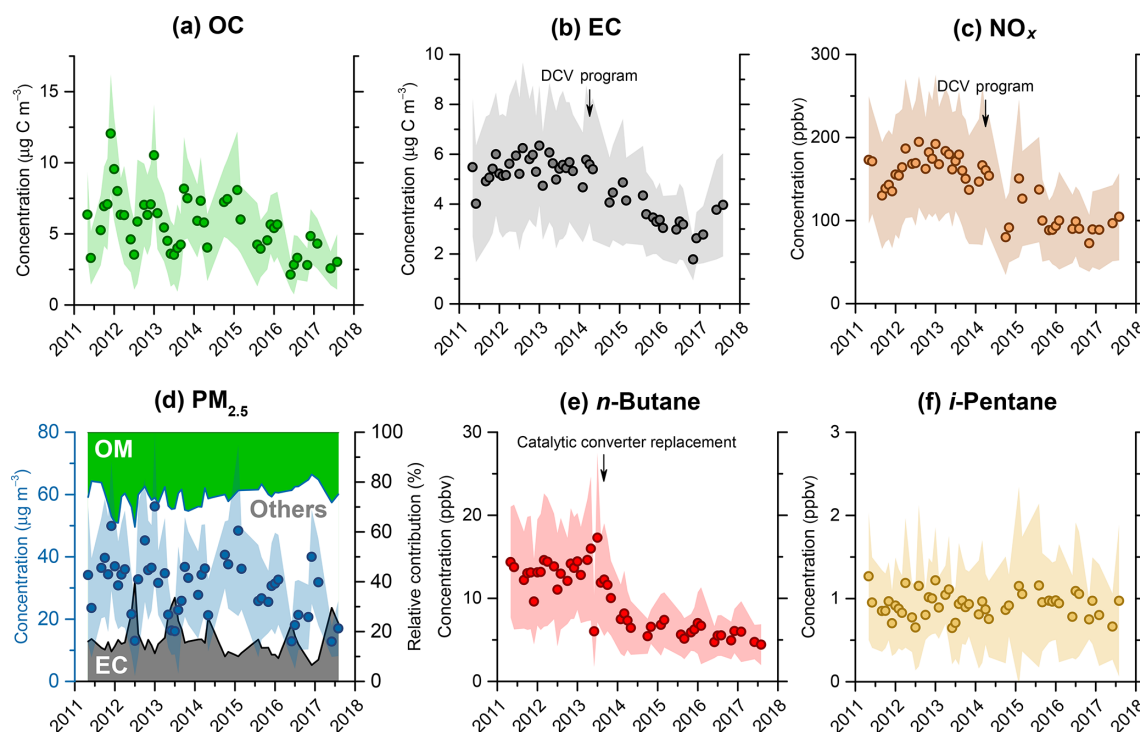 (a) OC
Concentration (µg C m⁻³)
15
10
5
0
2011 2012 2013 2014 2015 2016 2017 2018
(b) EC
DCV program
Concentration (µg C m⁻³)
10
8
6
4
2
0
2011 2012 2013 2014 2015 2016 2017 2018
(c) NOₓ
DCV program
Concentration (ppbv)
300
200
100
0
2011 2012 2013 2014 2015 2016 2017 2018
(d) PM₂.₅
Concentration (µg m⁻³)
80
60
40
20
0
OM
Others
EC
100
80
60
40
20
0
Relative contribution (%)
2011 2012 2013 2014 2015 2016 2017 2018
(e) n-Butane
Catalytic converter replacement
Concentration (ppbv)
30
20
10
0
2011 2012 2013 2014 2015 2016 2017 2018
(f) i-Pentane
Concentration (ppbv)
3
2
1
0
2011 2012 2013 2014 2015 2016 2017 2018